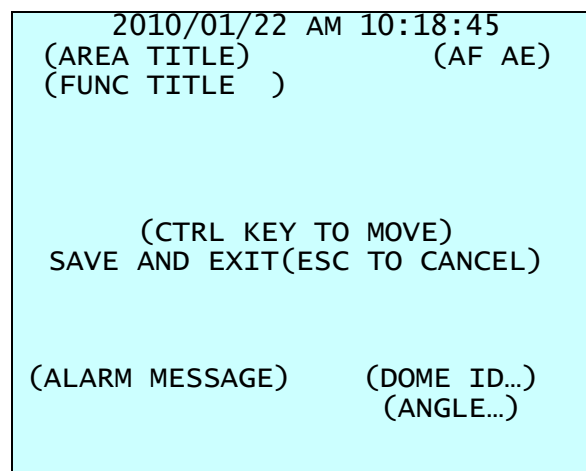 2010/01/22 AM 10:18:45
(AREA TITLE) (AF AE)
(FUNC TITLE )
(CTRL KEY TO MOVE)
SAVE AND EXIT(ESC TO CANCEL)
(ALARM MESSAGE) (DOME ID…)
(ANGLE…)